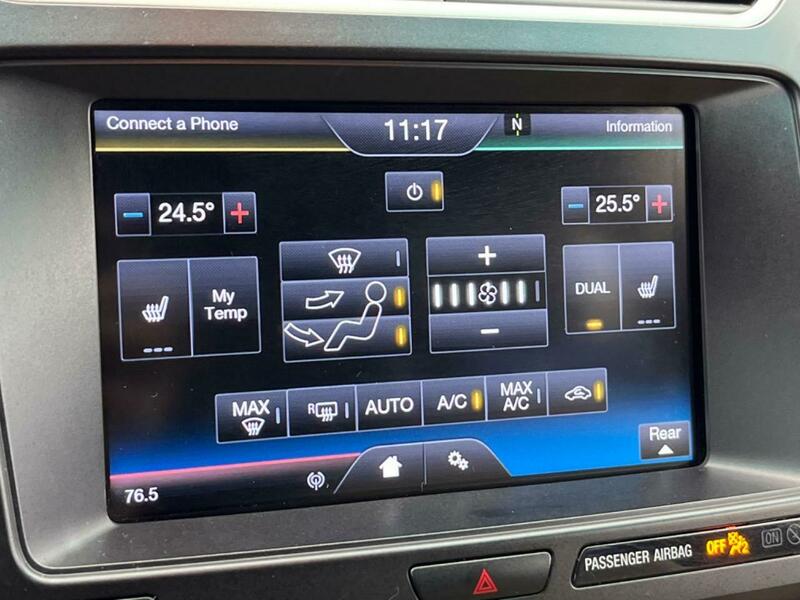 Connect a Phone
11:17
N
Information
24.5°
25.5°
My
Temp
DUAL
MAX
R
AUTO
A/C
MAX
A/C
Rear
76.5
PASSENGER AIRBAG
OFF
2
ON